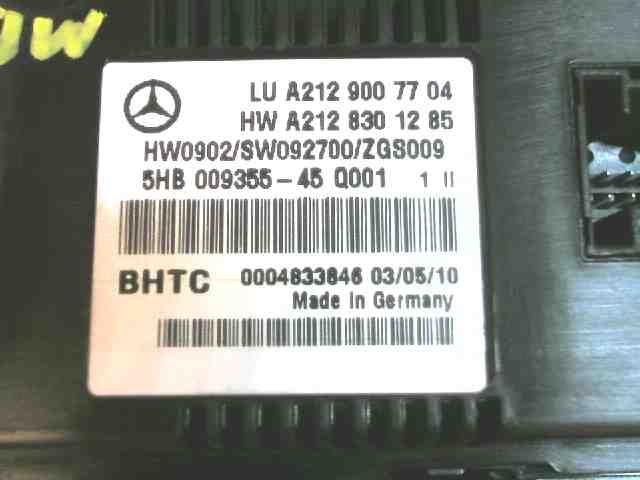 LU A212 900 77 04
HW A212 830 12 85
HW0902/SW092700/ZGS009
5HB 009355-45 Q001 1 II
BHTC 0004833846 03/05/10
Made In Germany